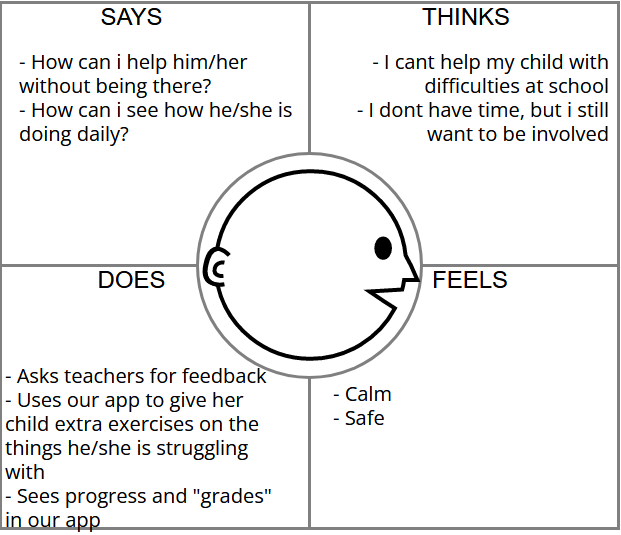 SAYS
- How can i help him/her
without being there?
- How can i see how he/she is
doing daily?
THINKS
- I cant help my child with
difficulties at school
- I dont have time, but i still
want to be involved
DOES
- Asks teachers for feedback
- Uses our app to give her
child extra exercises on the
things he/she is struggling
with
- Sees progress and "grades"
in our app
FEELS
- Calm
- Safe